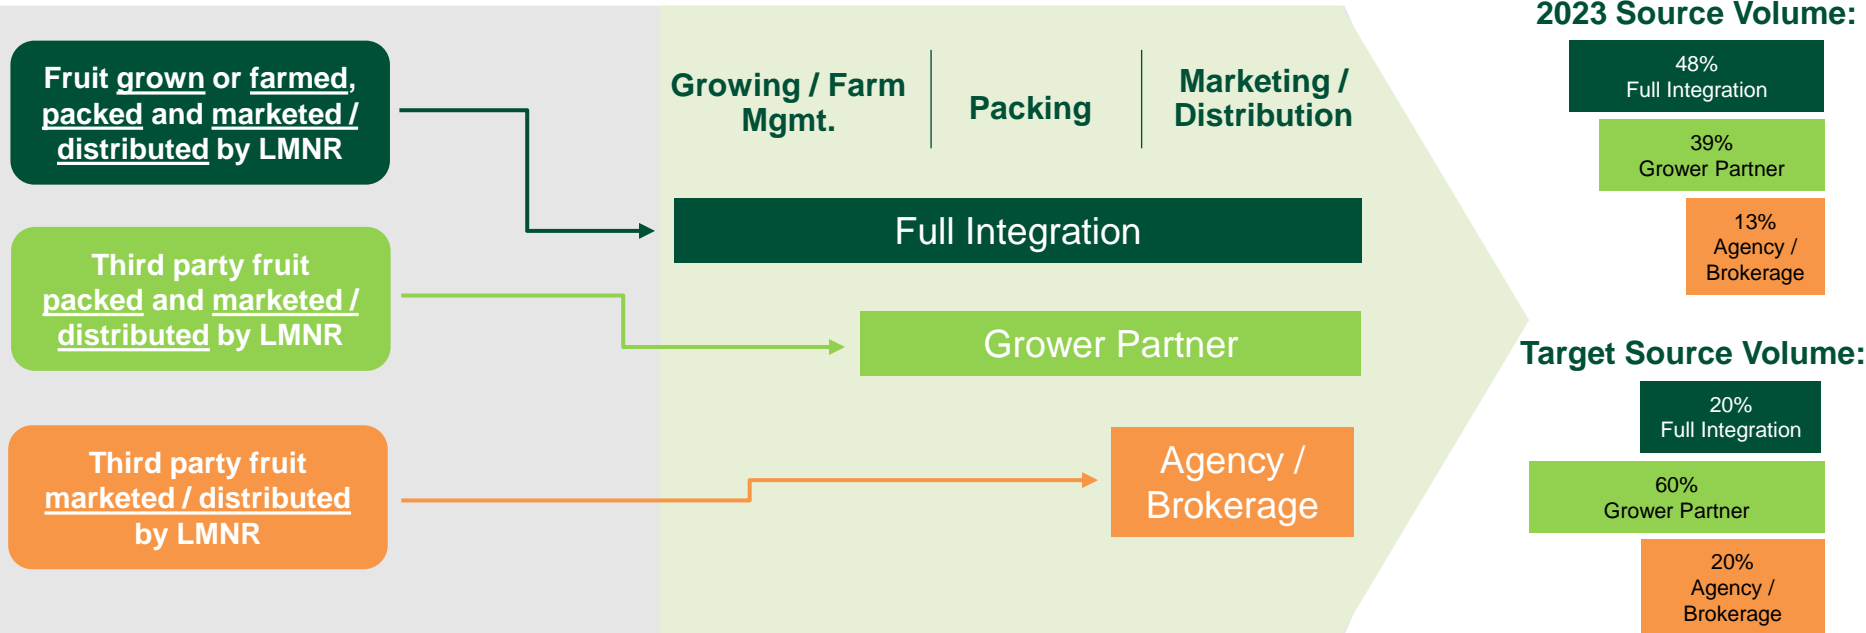 Fruit grown or farmed,
packed and marketed /
distributed by LMNR
Third party fruit
packed and marketed /
distributed by LMNR
Third party fruit
marketed / distributed
by LMNR
Growing / Farm
Mgmt.
Packing
Marketing /
Distribution
Full Integration
Grower Partner
Agency /
Brokerage
2023 Source Volume:
48%
Full Integration
39%
Grower Partner
13%
Agency /
Brokerage
Target Source Volume:
20%
Full Integration
60%
Grower Partner
20%
Agency /
Brokerage